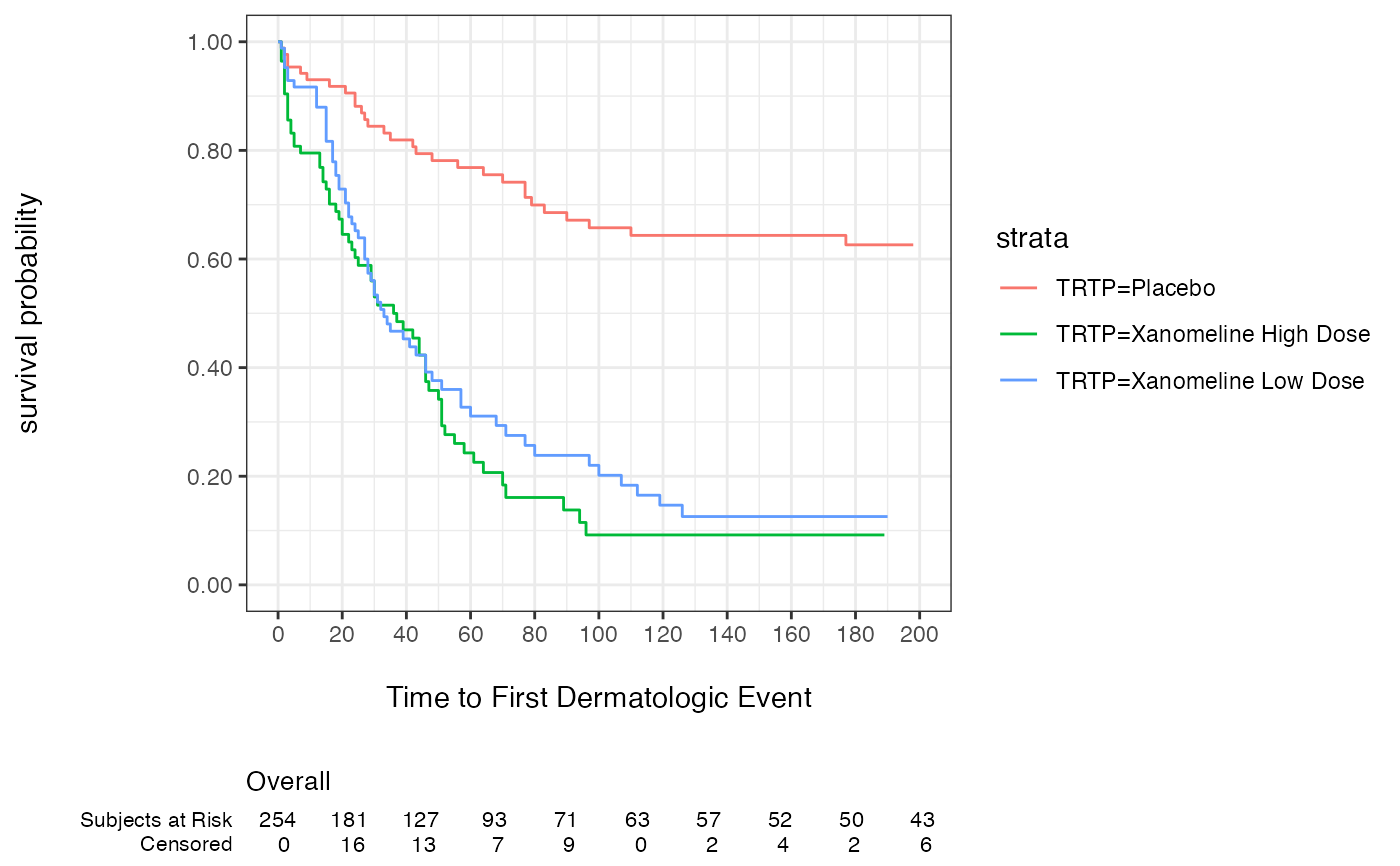 1.00
0.80
0.60
0.40
0.20
0.00
survival probability
0 20 40 60 80 100 120 140 160 180 200
Time to First Dermatologic Event
strata
TRTP=Placebo
TRTP=Xanomeline High Dose
TRTP=Xanomeline Low Dose
Overall
Subjects at Risk 254 181 127 93 71 63 57 52 50 43
Censored 0 16 13 7 9 0 2 4 2 6